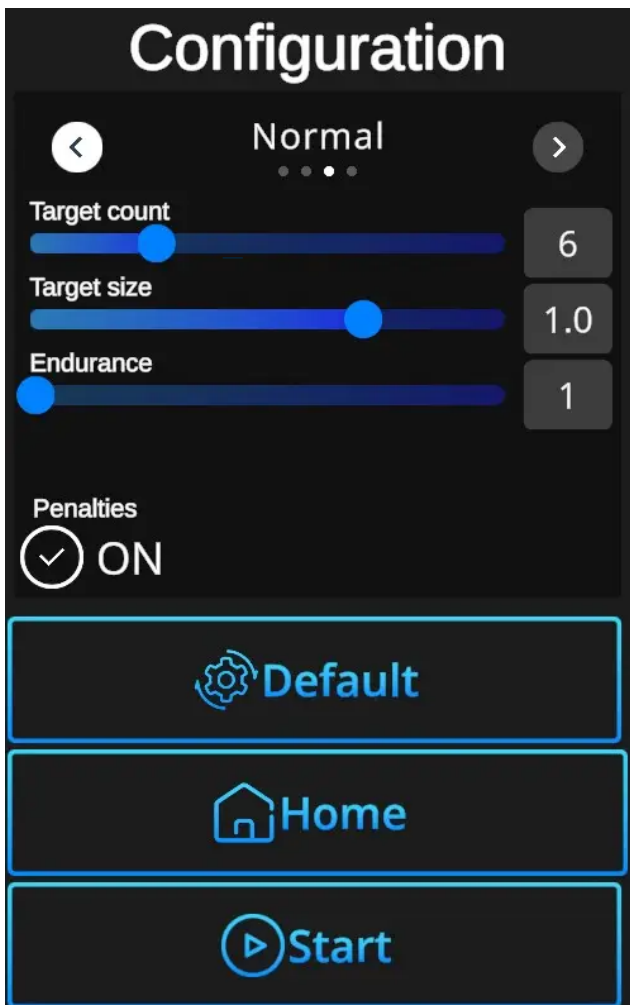 Configuration
Normal
Target count
6
Target size
1.0
Endurance
1
Penalties
ON
Default
Home
Start